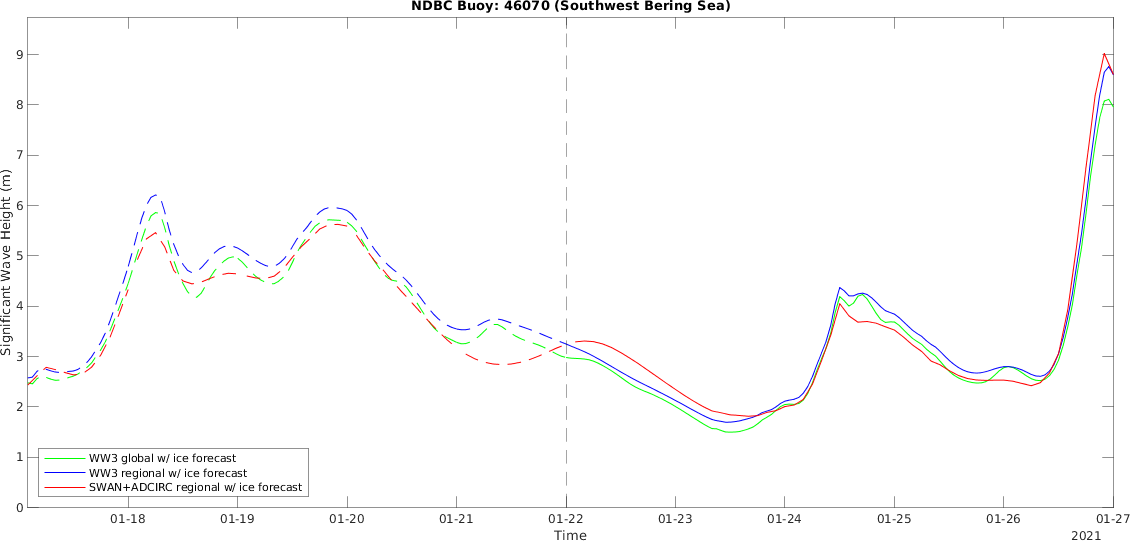 NDBC Buoy: 46070 (Southwest Bering Sea)
Significant Wave Height (m)
9
8
7
6
5
4
3
2
1
0
WW3 global w/ ice forecast
WW3 regional w/ ice forecast
SWAN+ADCIRC regional w/ ice forecast
01-18 01-19 01-20 01-21 01-22 01-23 01-24 01-25 01-26 01-27
Time
2021